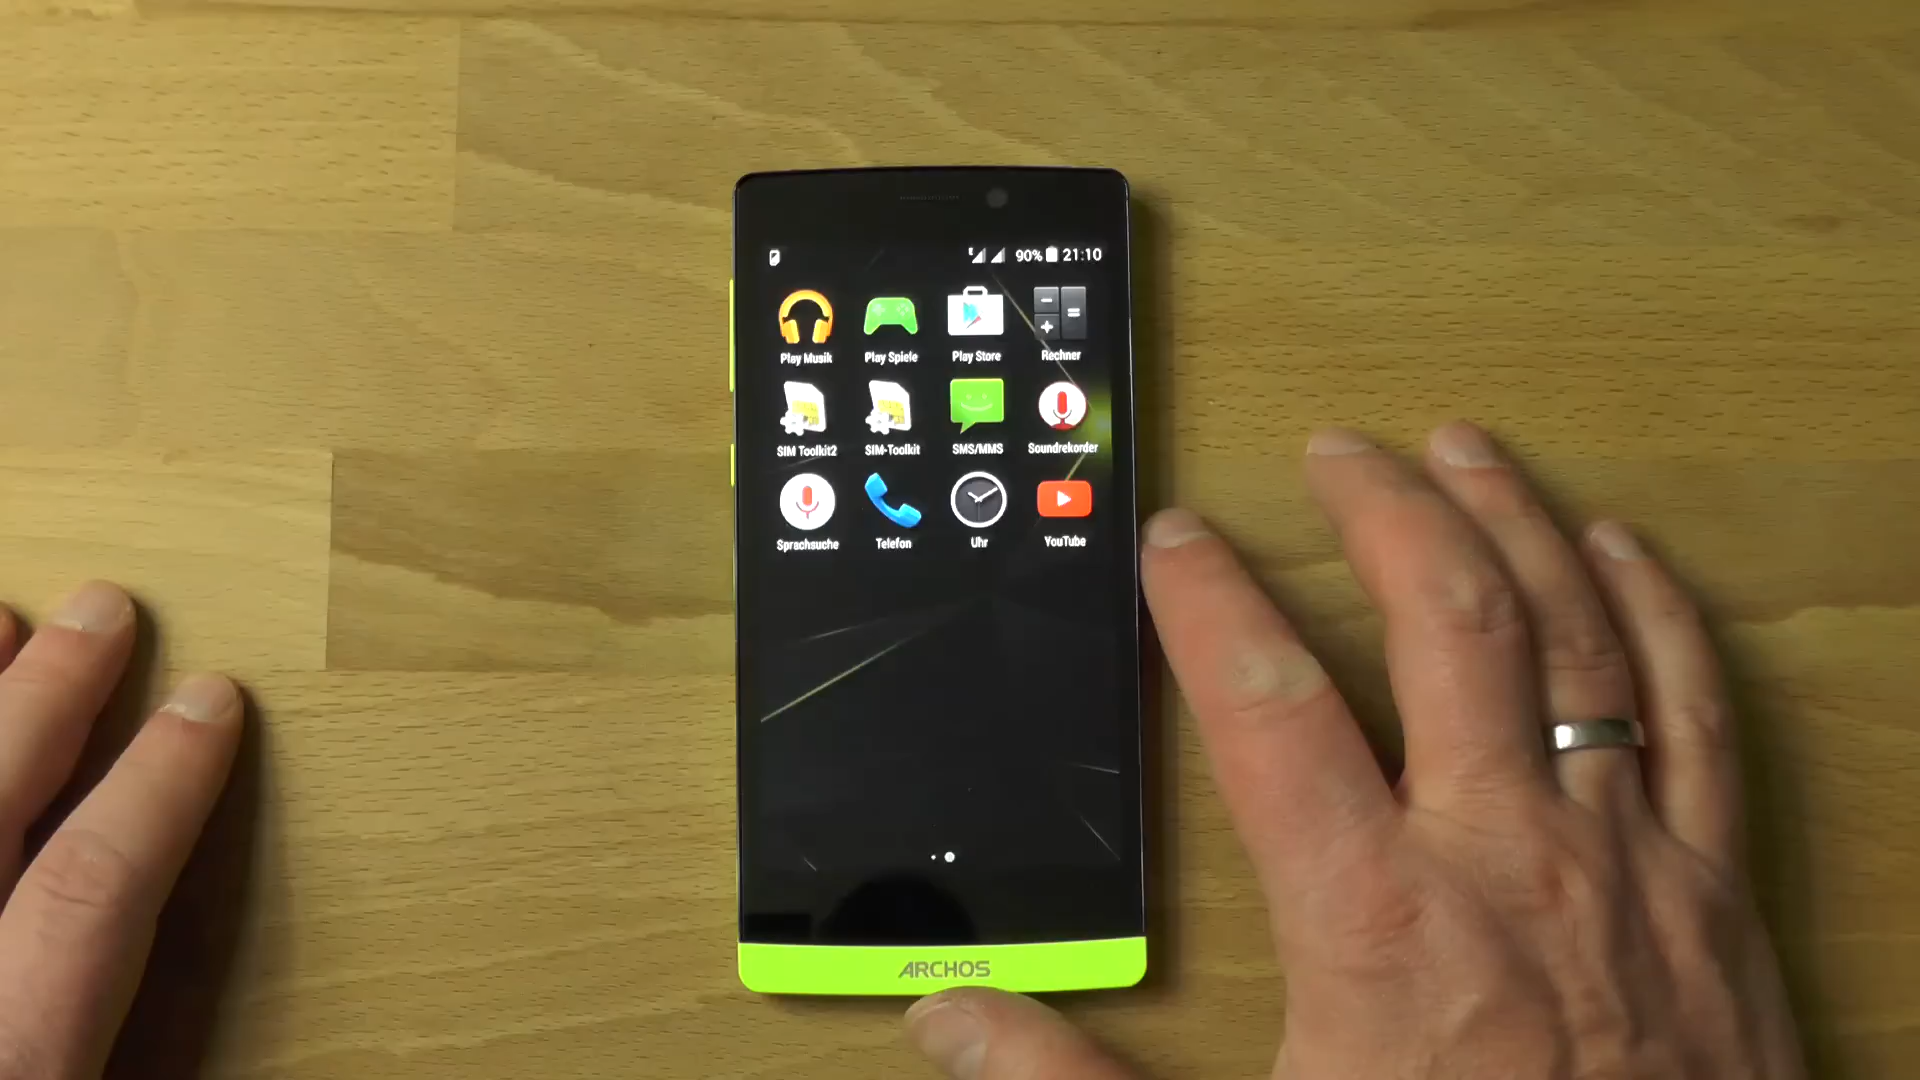 90% 21:10
Play Musik Play Spiele Play Store Rechner
SIM Toolkit2 SIM-Toolkit SMS/MMS Soundrekorder
Sprachsuche Telefon Uhr YouTube
ARCHOS